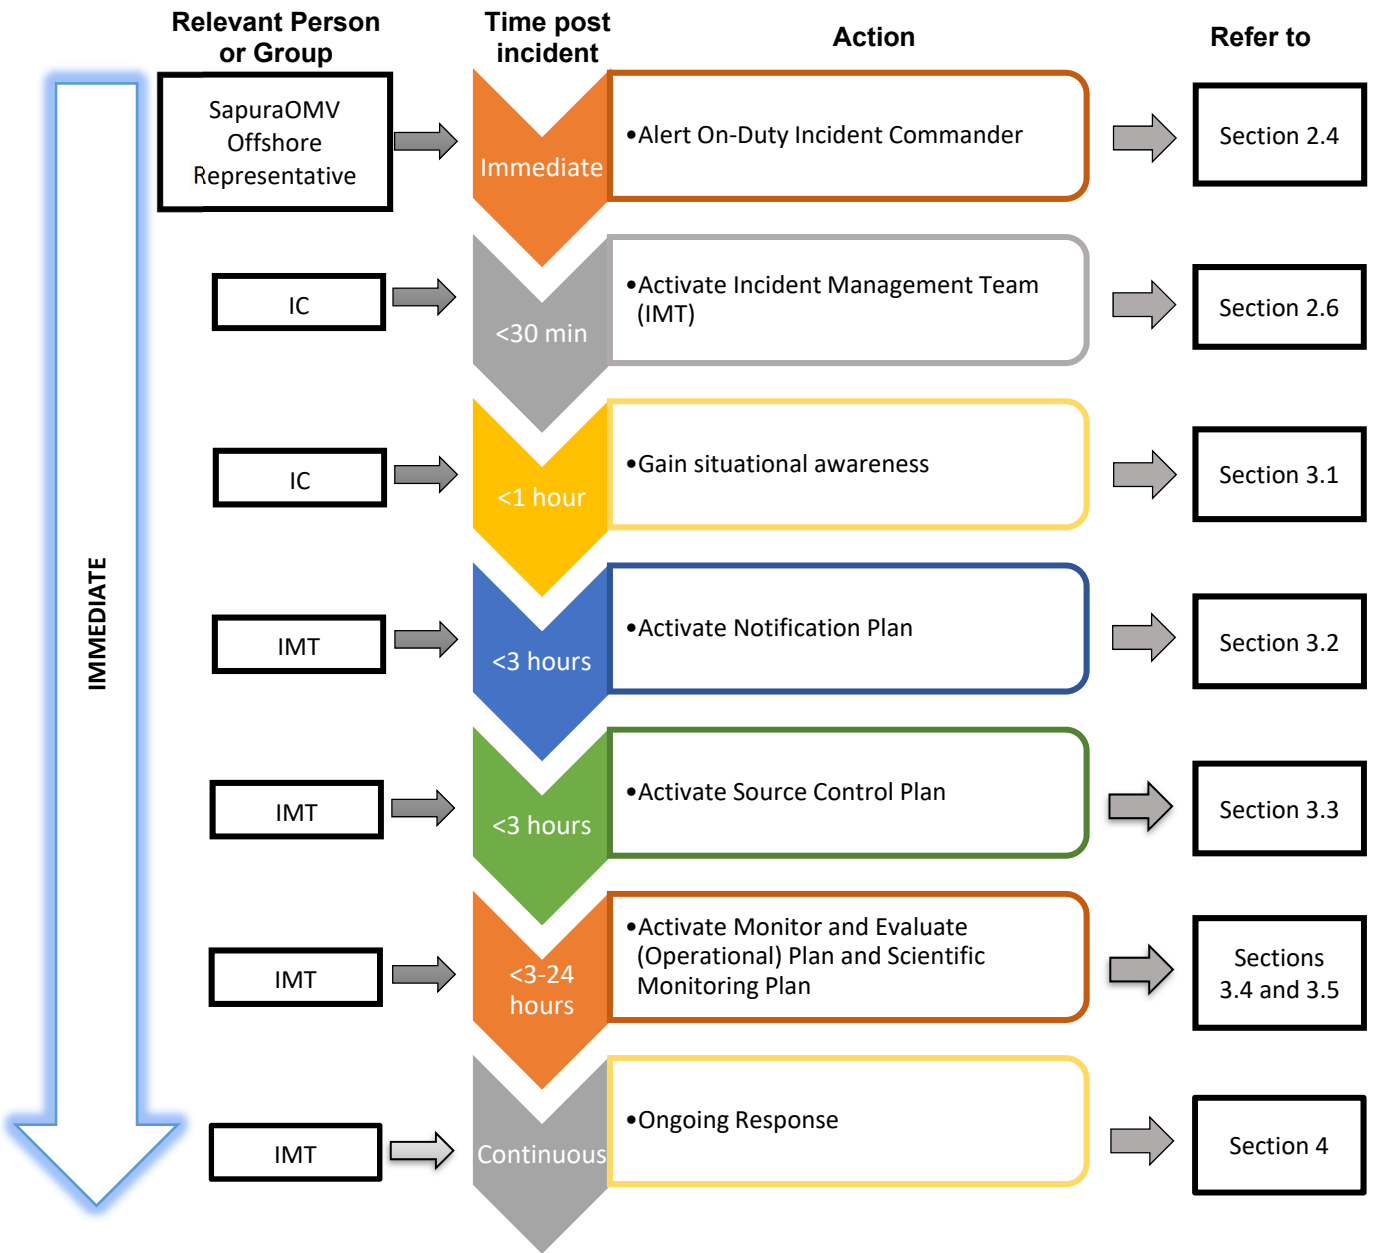 Relevant Person
or Group
Time post
incident
Action
Refer to
SapuraOMV
Offshore
Representative
Immediate
•Alert On-Duty Incident Commander
Section 2.4
IC
<30 min
•Activate Incident Management Team
(IMT)
Section 2.6
IC
<1 hour
•Gain situational awareness
Section 3.1
IMMEDIATE
IMT
<3 hours
•Activate Notification Plan
Section 3.2
IMT
<3 hours
•Activate Source Control Plan
Section 3.3
IMT
<3-24
hours
•Activate Monitor and Evaluate
(Operational) Plan and Scientific
Monitoring Plan
Sections
3.4 and 3.5
IMT
Continuous
•Ongoing Response
Section 4